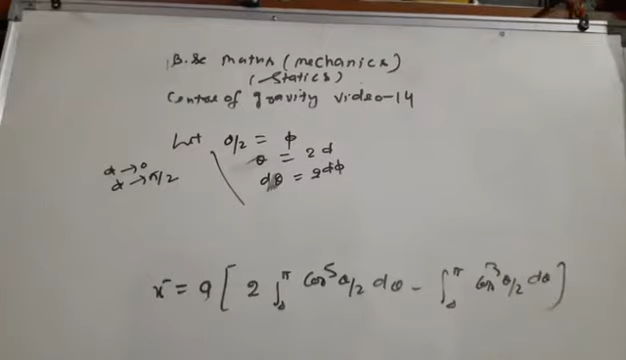 B.Sc maths (mechanics)
(Statics)
Centre of gravity video-14
Let θ/2 = ϕ
θ = 2ϕ
dθ = 2dϕ
α → 0
α → π/2
x̄ = a [ 2 ∫₀^π cos⁵ θ/2 dθ - ∫₀^π cos³ θ/2 dθ ]